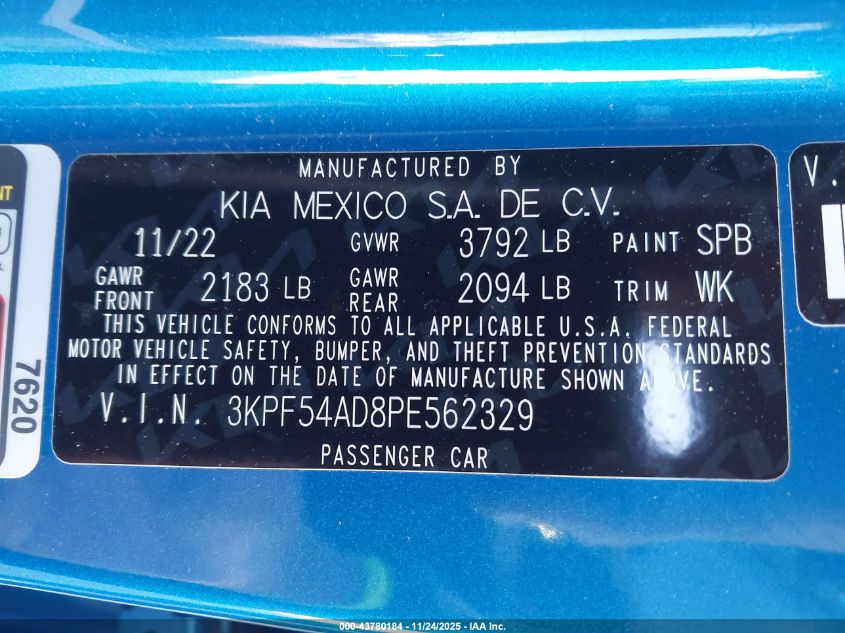 MANUFACTURED BY
KIA MEXICO S.A. DE C.V.
11/22 GVWR 3792 LB PAINT SPB
GAWR FRONT 2183 LB GAWR REAR 2094 LB TRIM WK
THIS VEHICLE CONFORMS TO ALL APPLICABLE U.S.A. FEDERAL
MOTOR VEHICLE SAFETY, BUMPER, AND THEFT PREVENTION STANDARDS
IN EFFECT ON THE DATE OF MANUFACTURE SHOWN ABOVE.
V.I.N. 3KPF54AD8PE562329
PASSENGER CAR
7620
V.
000-43780184 - 11/24/2025 - IAA Inc.